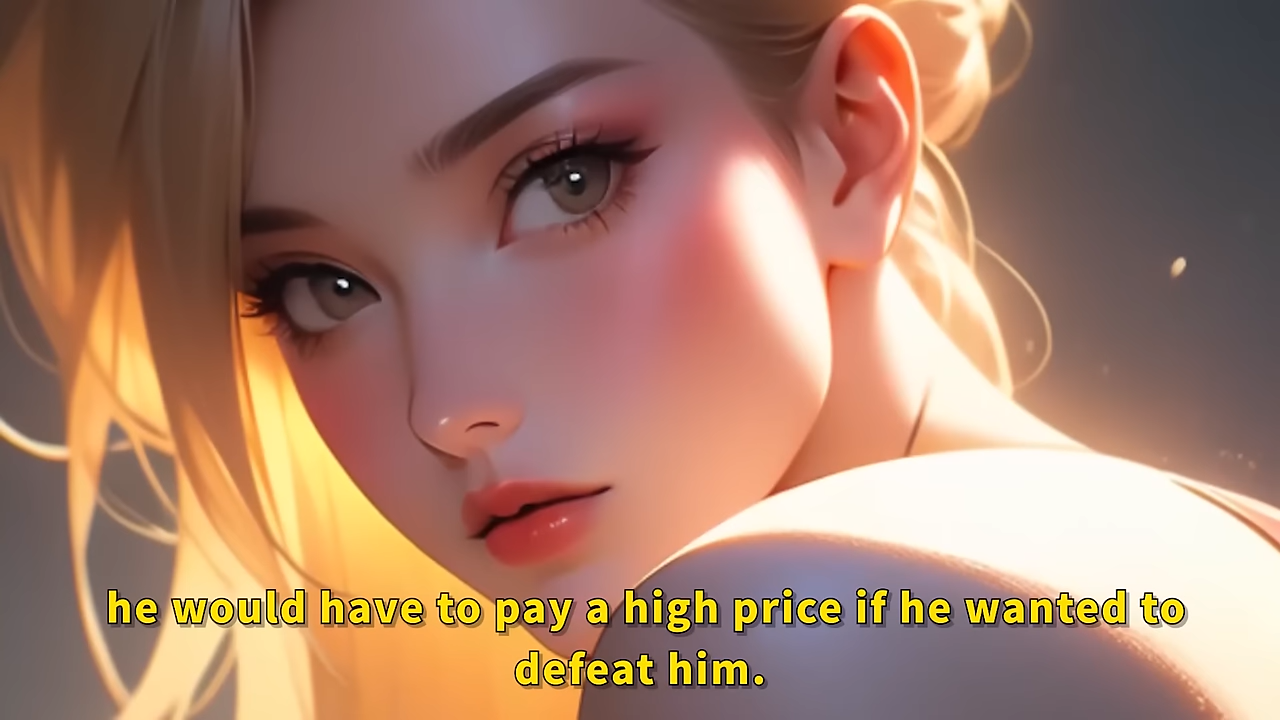 he would have to pay a high price if he wanted to
defeat him.